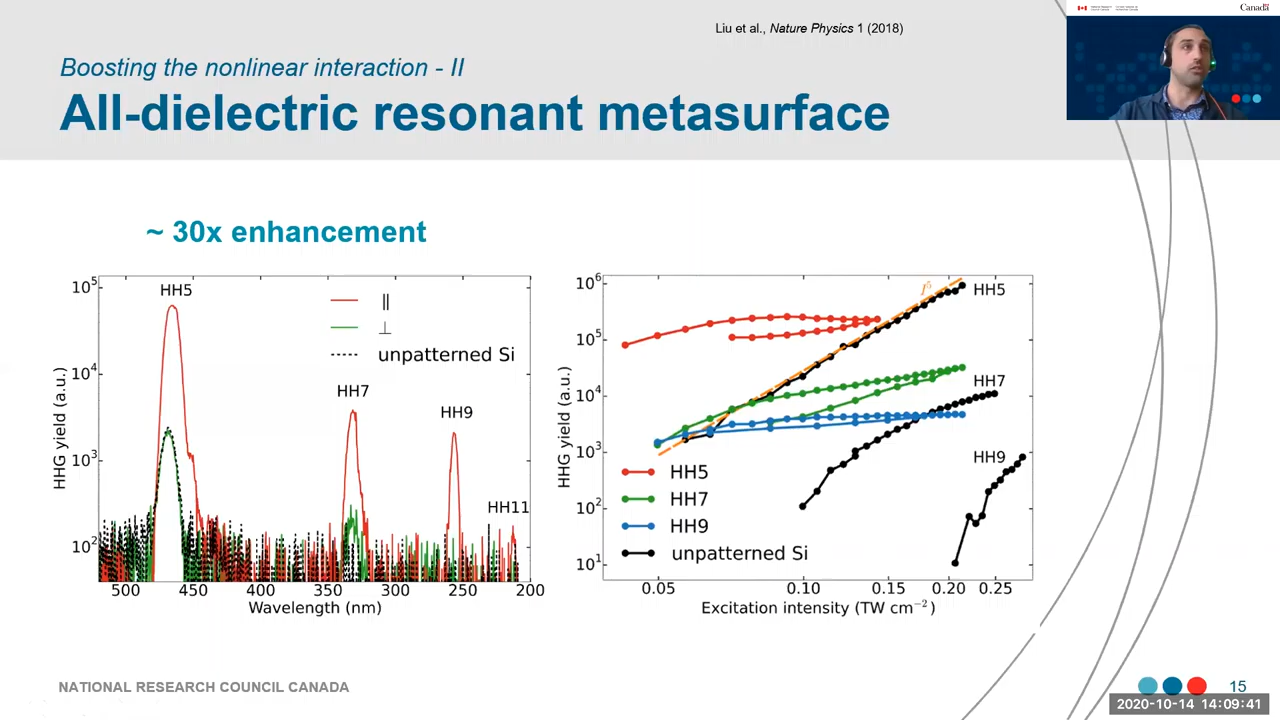 Liu et al., Nature Physics 1 (2018)
Canada
Boosting the nonlinear interaction - II
All-dielectric resonant metasurface
~ 30x enhancement
HHG yield (a.u.)
10⁵
10⁴
10³
10²
HH5
HH7
HH9
HH11
∥
⊥
unpatterned Si
500 450 400 350 300 250 200
Wavelength (nm)
HHG yield (a.u.)
10⁶
10⁵
10⁴
10³
10²
10¹
I⁵
HH5
HH7
HH9
HH5
HH7
HH9
unpatterned Si
0.05 0.10 0.15 0.20 0.25
Excitation intensity (TW cm⁻²)
NATIONAL RESEARCH COUNCIL CANADA
15
2020-10-14 14:09:41